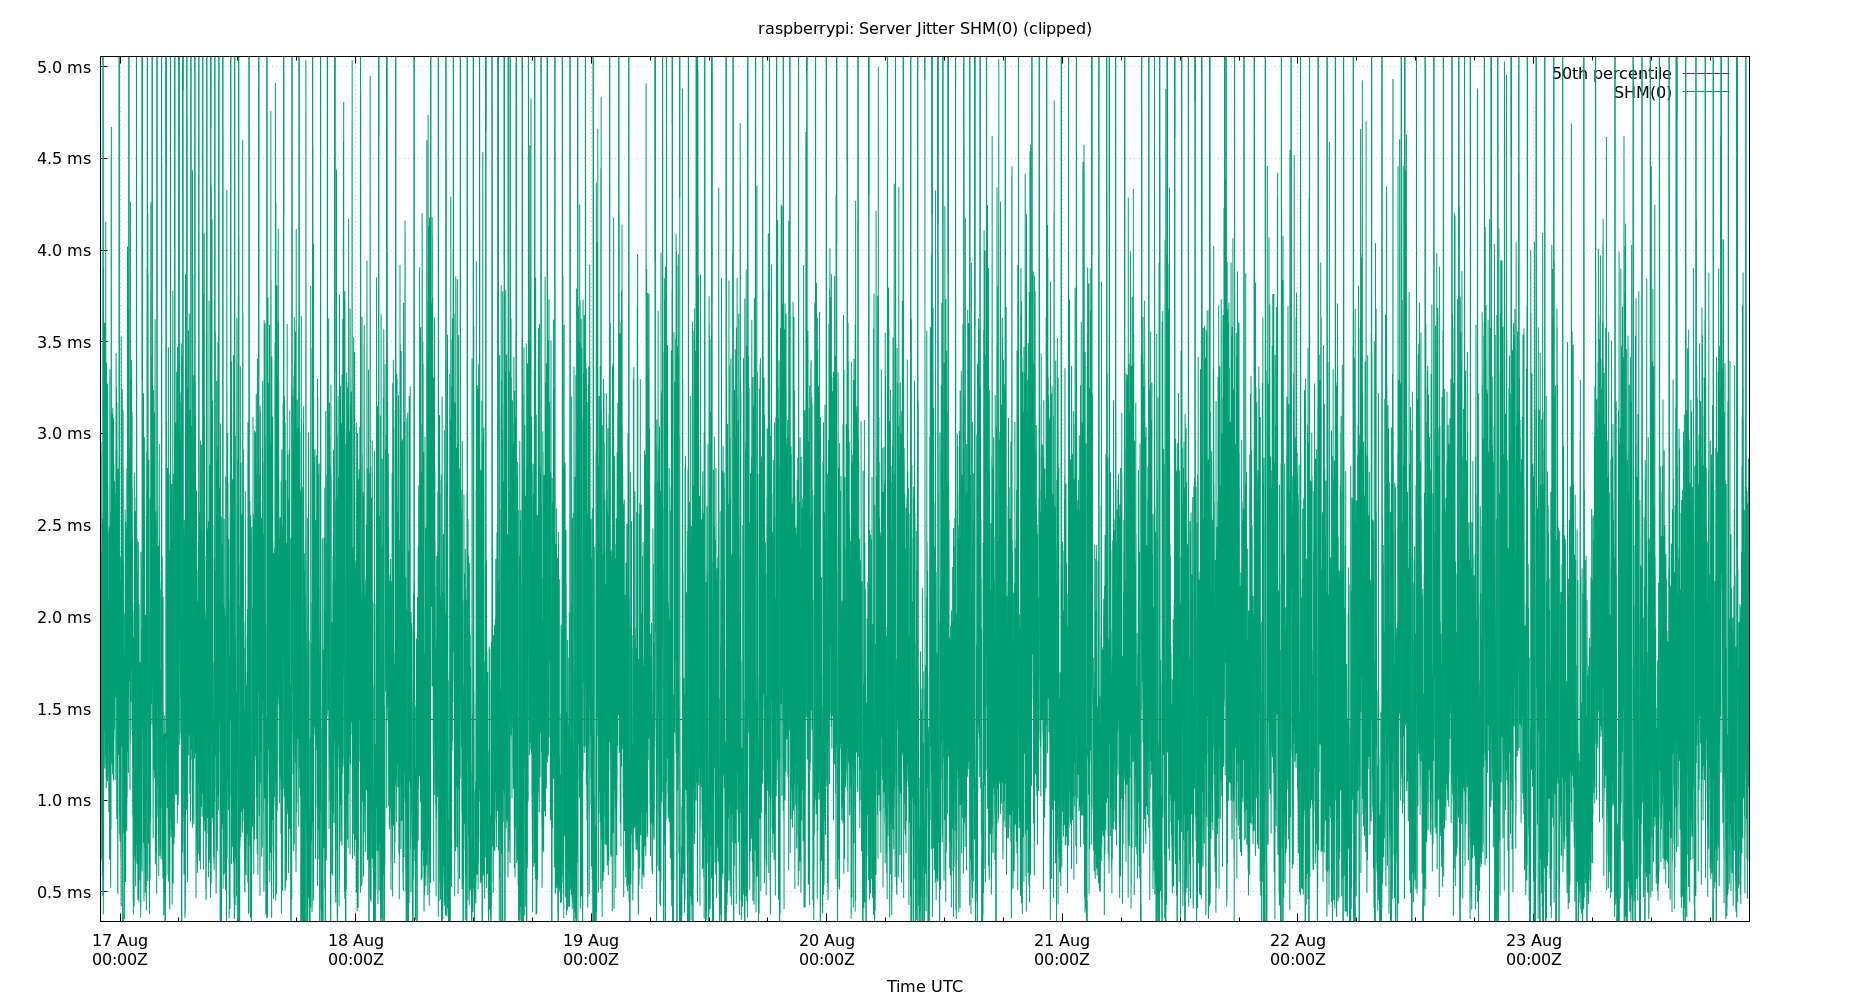 raspberrypi: Server Jitter SHM(0) (clipped)
5.0 ms
50th percentile
SHM(0)
4.5 ms
4.0 ms
3.5 ms
3.0 ms
2.5 ms
2.0 ms
1.5 ms
1.0 ms
0.5 ms
17 Aug 18 Aug 19 Aug 20 Aug 21 Aug 22 Aug 23 Aug
00:00Z 00:00Z 00:00Z 00:00Z 00:00Z 00:00Z 00:00Z
Time UTC